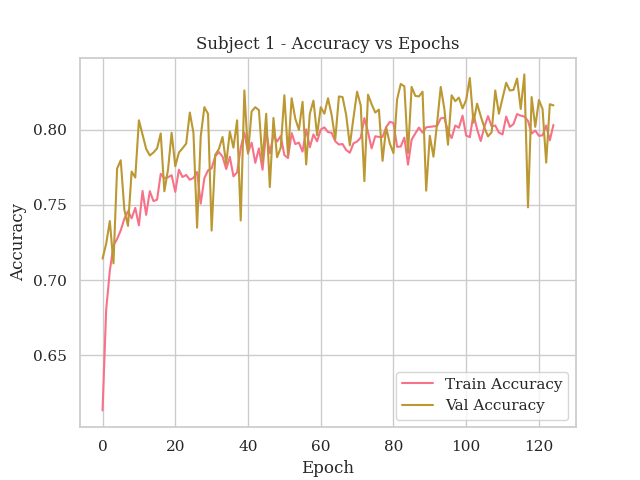 Subject 1 - Accuracy vs Epochs
Accuracy
0.80
0.75
0.70
0.65
Train Accuracy
Val Accuracy
0 20 40 60 80 100 120
Epoch